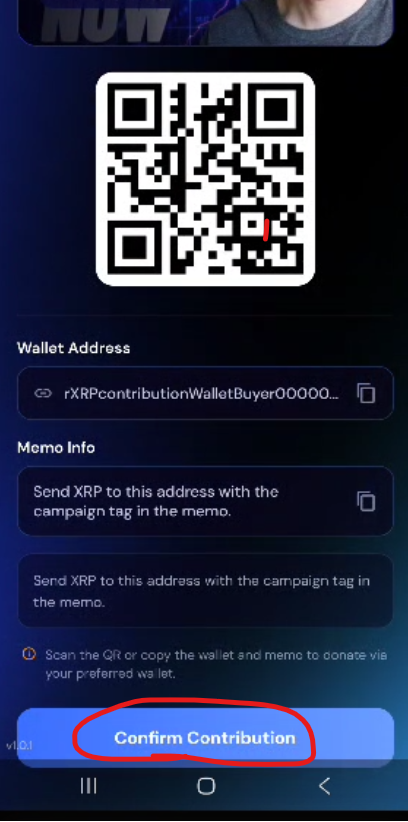 NOW
Wallet Address
rXRPcontributionWalletBuyer00000...
Memo Info
Send XRP to this address with the
campaign tag in the memo.
Send XRP to this address with the campaign tag in
the memo.
Scan the QR or copy the wallet and memo to donate via
your preferred wallet.
Confirm Contribution
v1.0.1